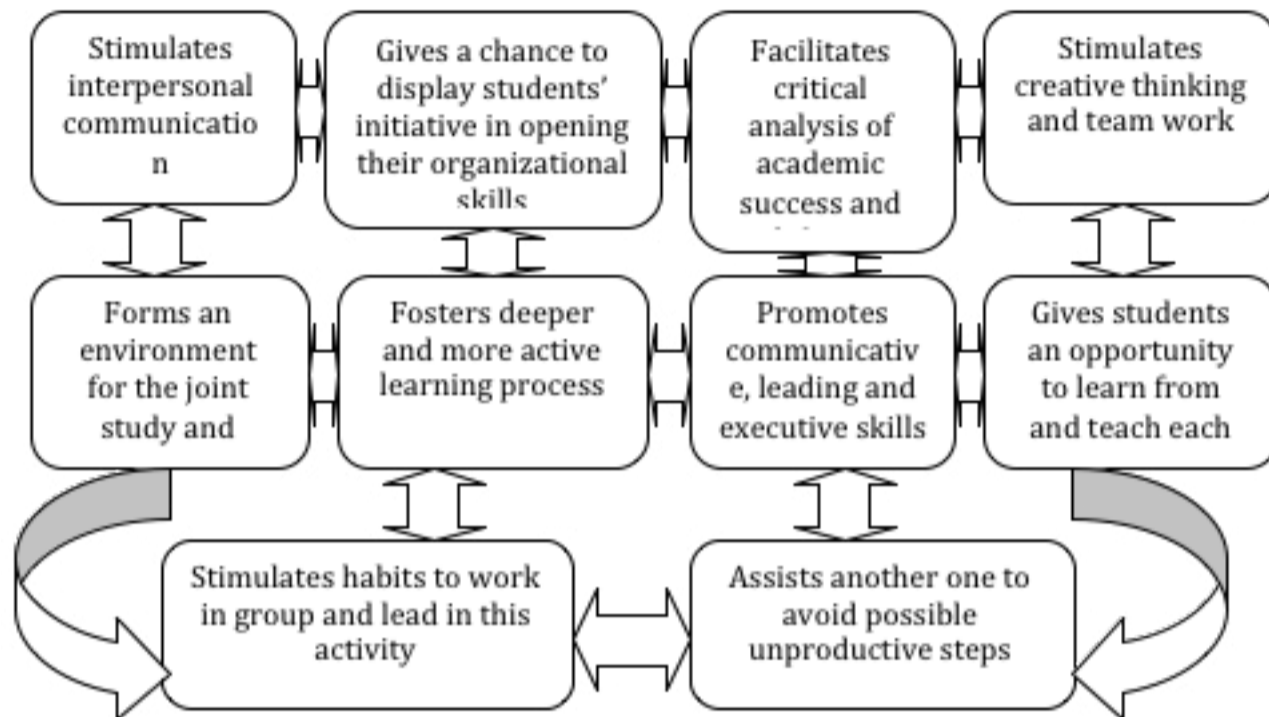 Stimulates
interpersonal
communicatio
n
Gives a chance to
display students’
initiative in opening
their organizational
skills
Facilitates
critical
analysis of
academic
success and
Stimulates
creative thinking
and team work
Forms an
environment
for the joint
study and
Fosters deeper
and more active
learning process
Promotes
communicativ
e, leading and
executive skills
Gives students
an opportunity
to learn from
and teach each
Stimulates habits to work
in group and lead in this
activity
Assists another one to
avoid possible
unproductive steps